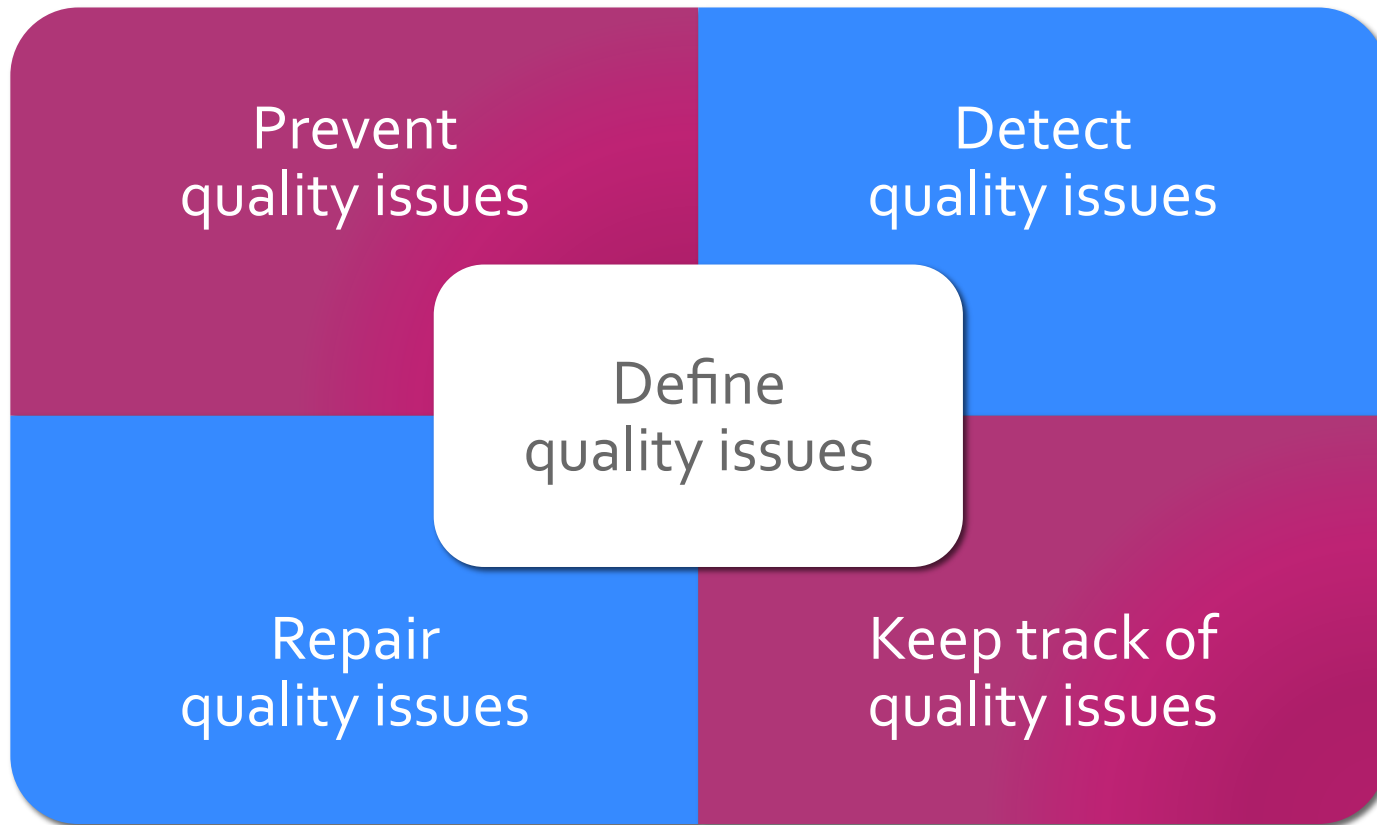 Prevent
quality issues
Detect
quality issues
Define
quality issues
Repair
quality issues
Keep track of
quality issues